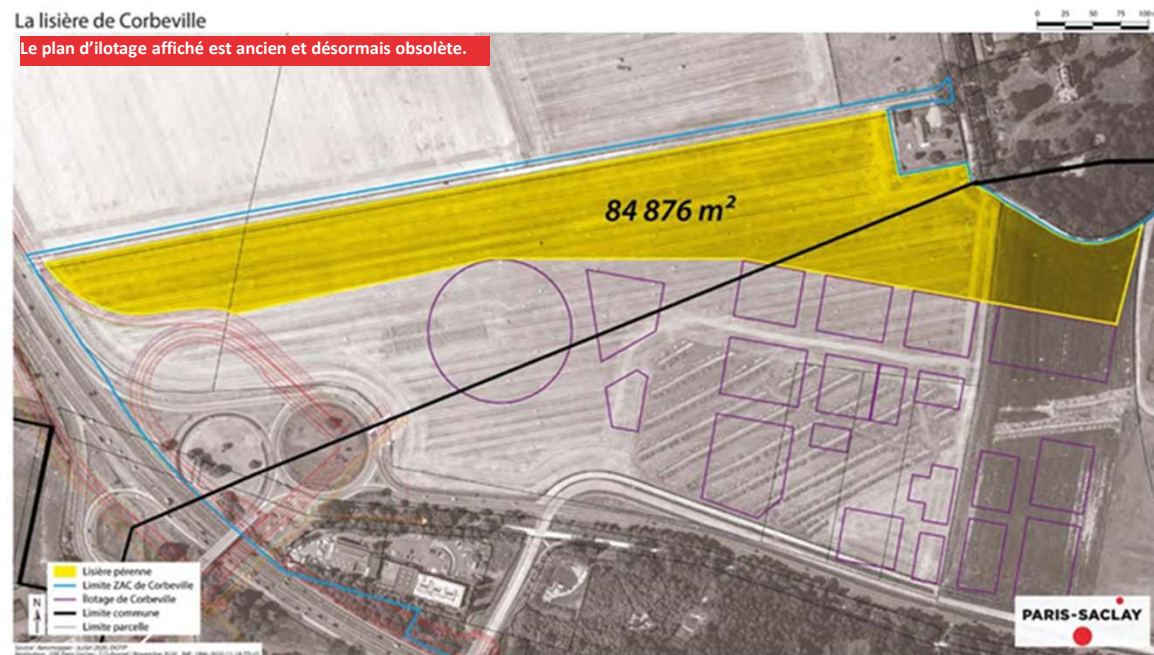 La lisière de Corbeville
0 25 50 75 100
Le plan d’ilotage affiché est ancien et désormais obsolète.
84 876 m²
Lisière pérenne
Limite ZAC de Corbeville
Îlotage de Corbeville
Limite commune
Limite parcelle
N
PARIS-SACLAY